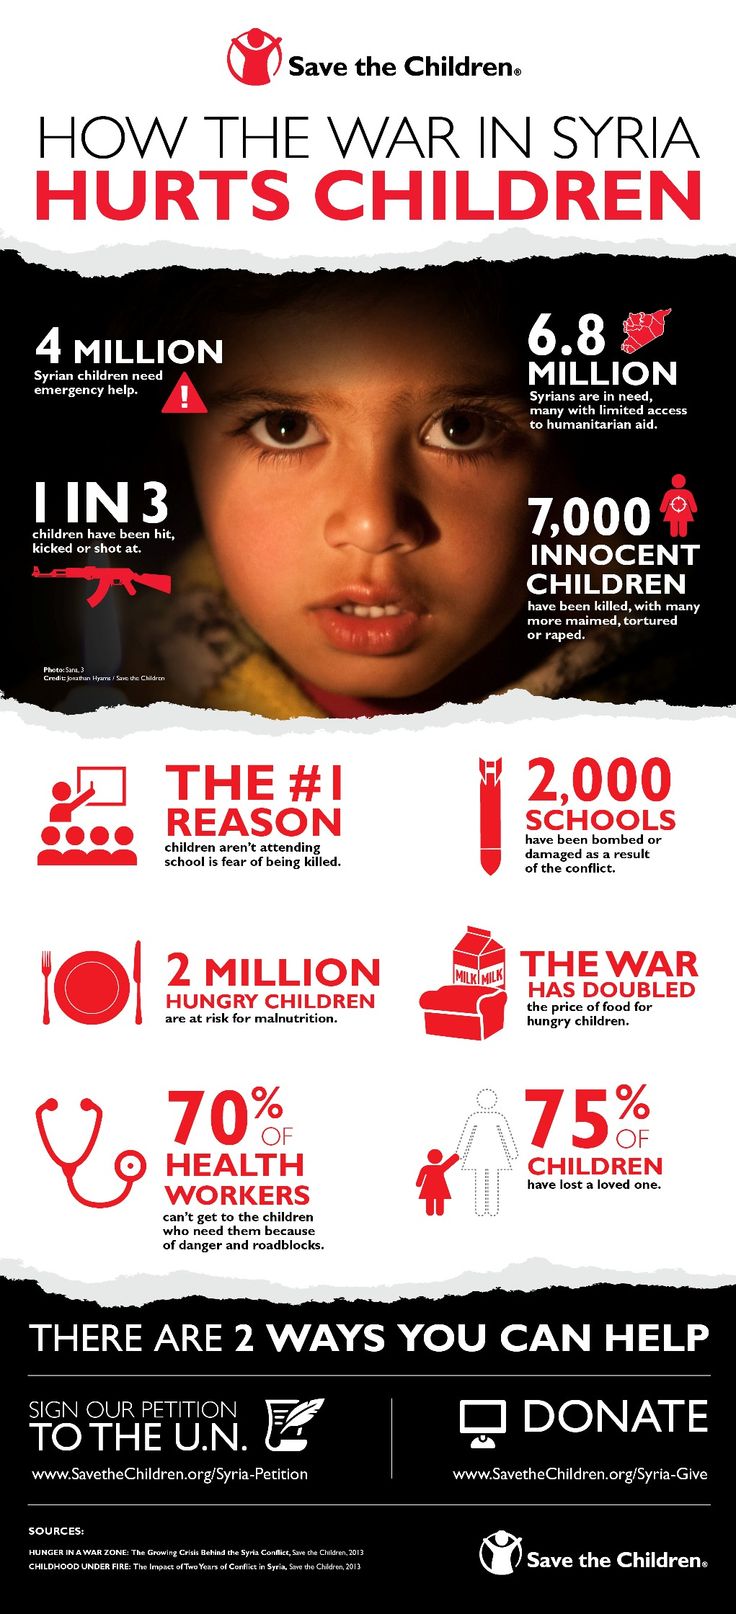 Save the Children®
HOW THE WAR IN SYRIA
HURTS CHILDREN
4 MILLION
Syrian children need
emergency help.
6.8
MILLION
Syrians are in need,
many with limited access
to humanitarian aid.
1 IN 3
children have been hit,
kicked or shot at.
7,000
INNOCENT
CHILDREN
have been killed, with many
more maimed, tortured
or raped.
Photo: Sana, 3
Credit: Jonathan Hyams / Save the Children
THE #1
REASON
children aren't attending
school is fear of being killed.
2,000
SCHOOLS
have been bombed or
damaged as a result
of the conflict.
2 MILLION
HUNGRY CHILDREN
are at risk for malnutrition.
MILK MILK
THE WAR
HAS DOUBLED
the price of food for
hungry children.
70% OF
HEALTH
WORKERS
can't get to the children
who need them because
of danger and roadblocks.
75% OF
CHILDREN
have lost a loved one.
THERE ARE 2 WAYS YOU CAN HELP
SIGN OUR PETITION
TO THE U.N.
www.SavetheChildren.org/Syria-Petition
DONATE
www.SavetheChildren.org/Syria-Give
SOURCES:
HUNGER IN A WAR ZONE: The Growing Crisis Behind the Syria Conflict, Save the Children, 2013
CHILDHOOD UNDER FIRE: The Impact of Two Years of Conflict in Syria, Save the Children, 2013
Save the Children®